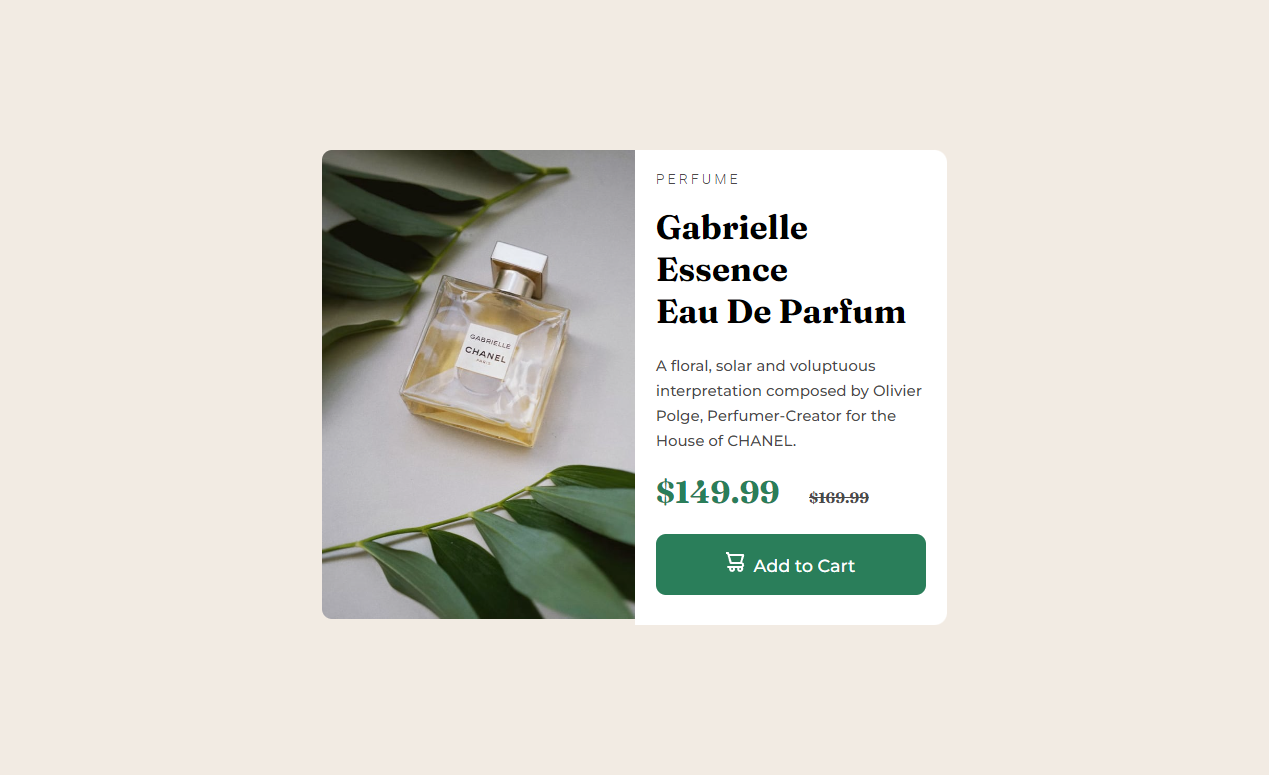 GABRIELLE
CHANEL
PARIS
PERFUME
Gabrielle
Essence
Eau De Parfum
A floral, solar and voluptuous
interpretation composed by Olivier
Polge, Perfumer-Creator for the
House of CHANEL.
$149.99 $169.99
Add to Cart